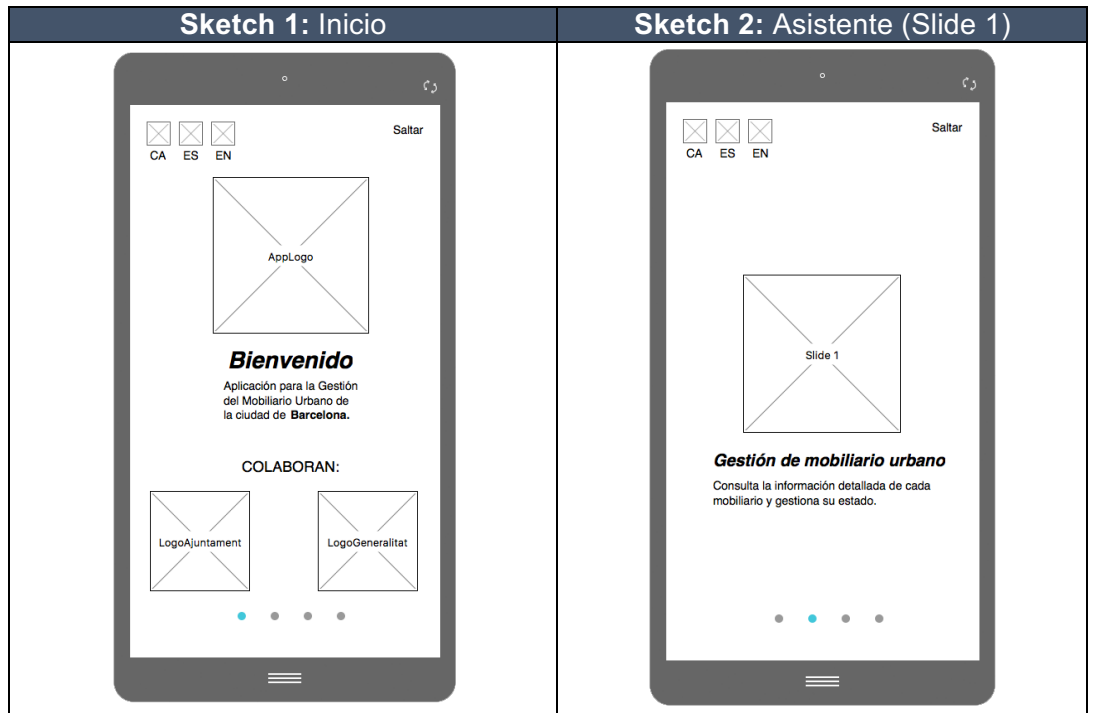 Sketch 1: Inicio
Saltar
CA ES EN
AppLogo
Bienvenido
Aplicación para la Gestión
del Mobiliario Urbano de
la ciudad de Barcelona.
COLABORAN:
LogoAjuntament
LogoGeneralitat
Sketch 2: Asistente (Slide 1)
Saltar
CA ES EN
Slide 1
Gestión de mobiliario urbano
Consulta la información detallada de cada
mobiliario y gestiona su estado.